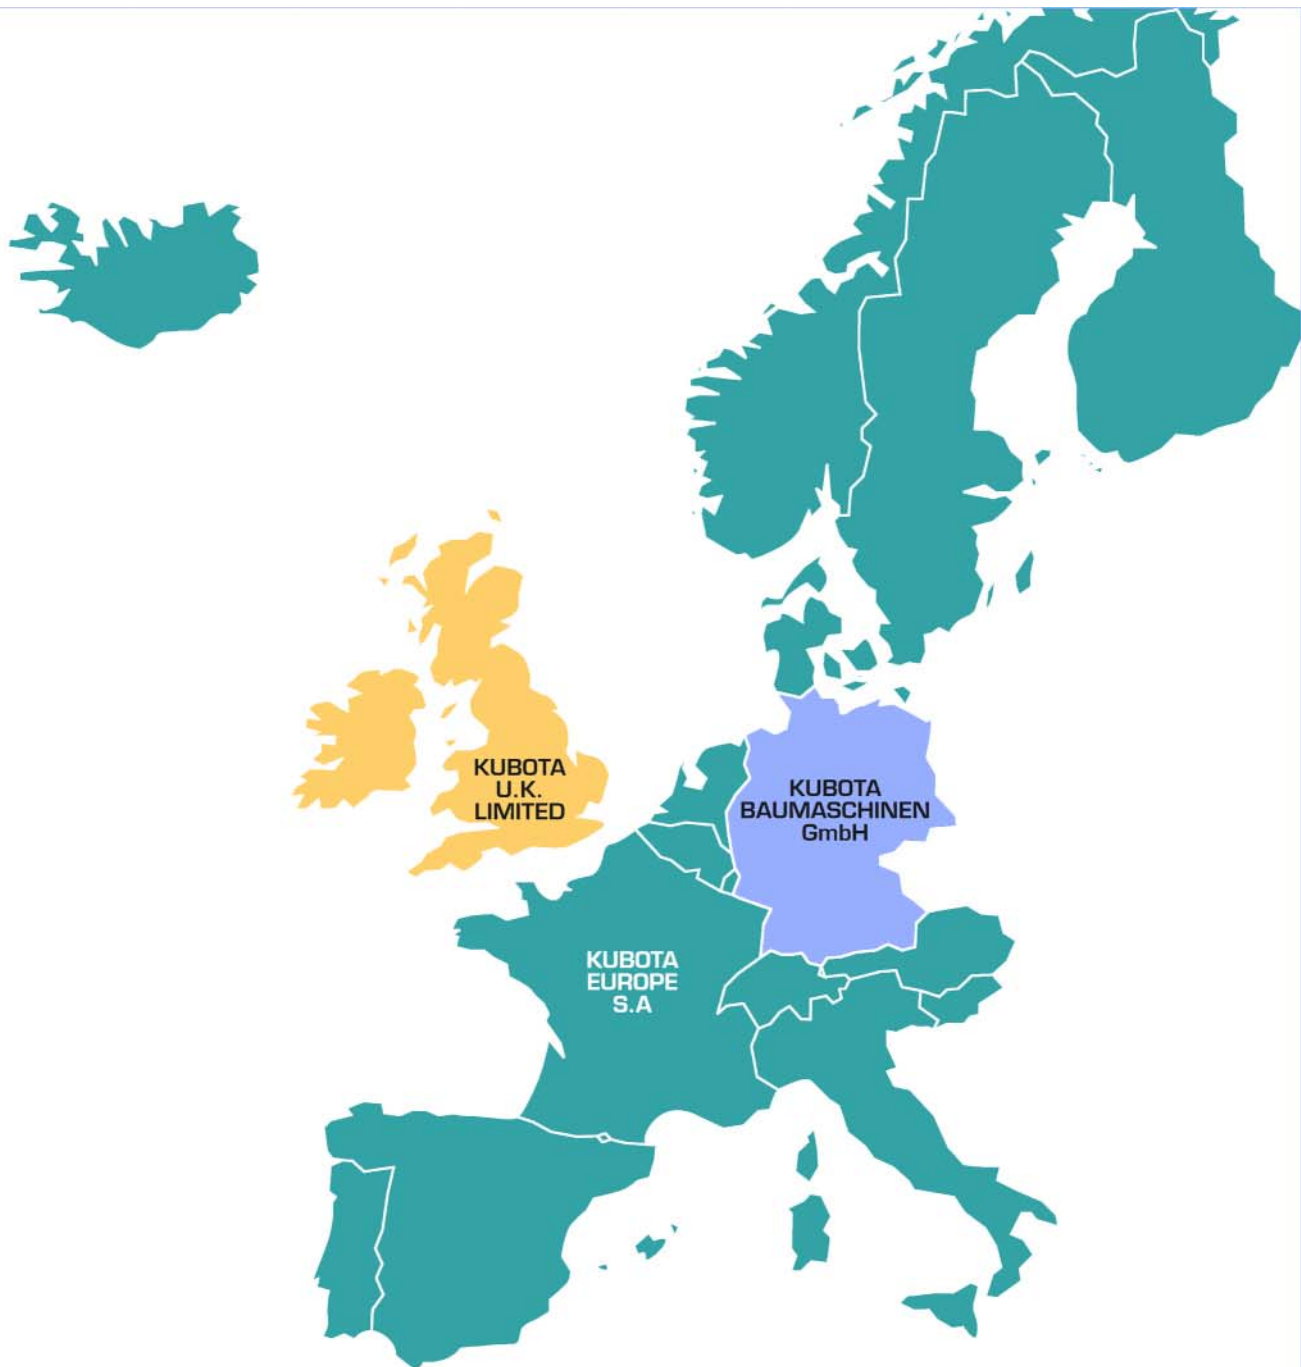 KUBOTA
U.K.
LIMITED
KUBOTA
BAUMASCHINEN
GmbH
KUBOTA
EUROPE
S.A